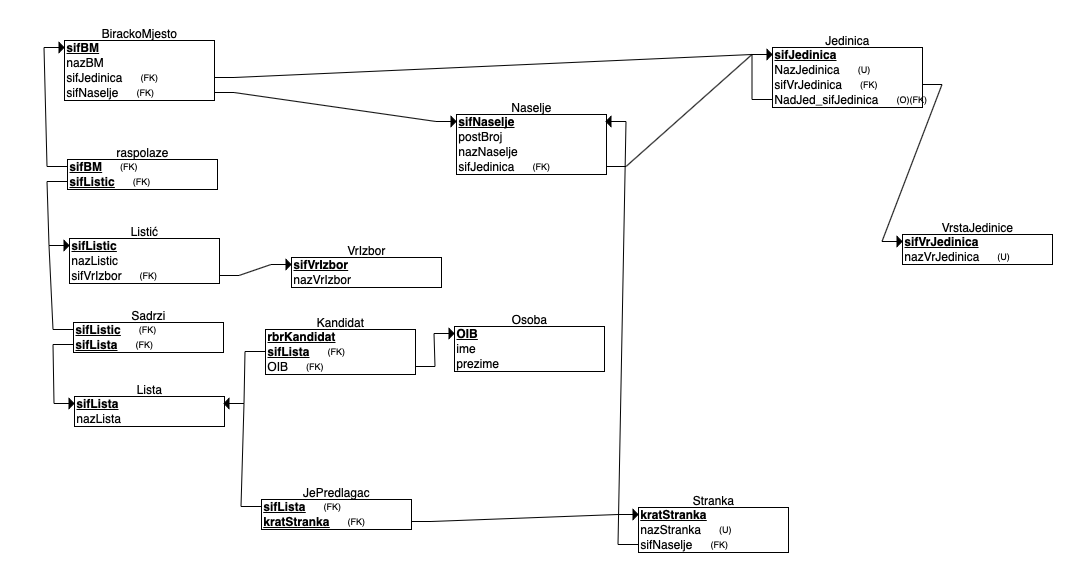 BirackoMjesto
sifBM
nazBM
sifJedinica (FK)
sifNaselje (FK)
Jedinica
sifJedinica
NazJedinica (U)
sifVrJedinica (FK)
NadJed_sifJedinica (O)(FK)
Naselje
sifNaselje
postBroj
nazNaselje
sifJedinica (FK)
raspolaze
sifBM (FK)
sifListic (FK)
Listić
sifListic
nazListic
sifVrIzbor (FK)
VrIzbor
sifVrIzbor
nazVrIzbor
VrstaJedinice
sifVrJedinica
nazVrJedinica (U)
Sadrzi
sifListic (FK)
sifLista (FK)
Kandidat
rbrKandidat
sifLista (FK)
OIB (FK)
Osoba
OIB
ime
prezime
Lista
sifLista
nazLista
JePredlagac
sifLista (FK)
kratStranka (FK)
Stranka
kratStranka
nazStranka (U)
sifNaselje (FK)